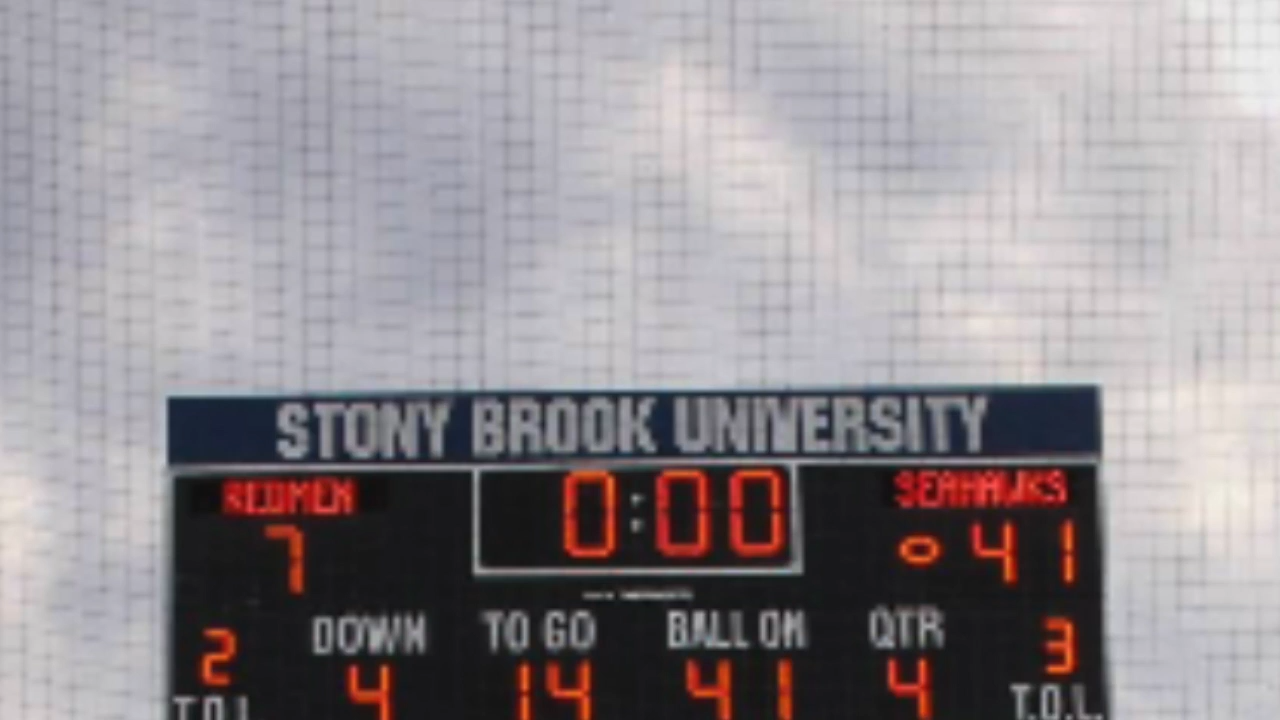 STONY BROOK UNIVERSITY
REDMEN 0:00 SEAHAWKS
7 41
DOWN TO GO BALL ON QTR
2 4 14 41 4 3
T.O.L. T.O.L.